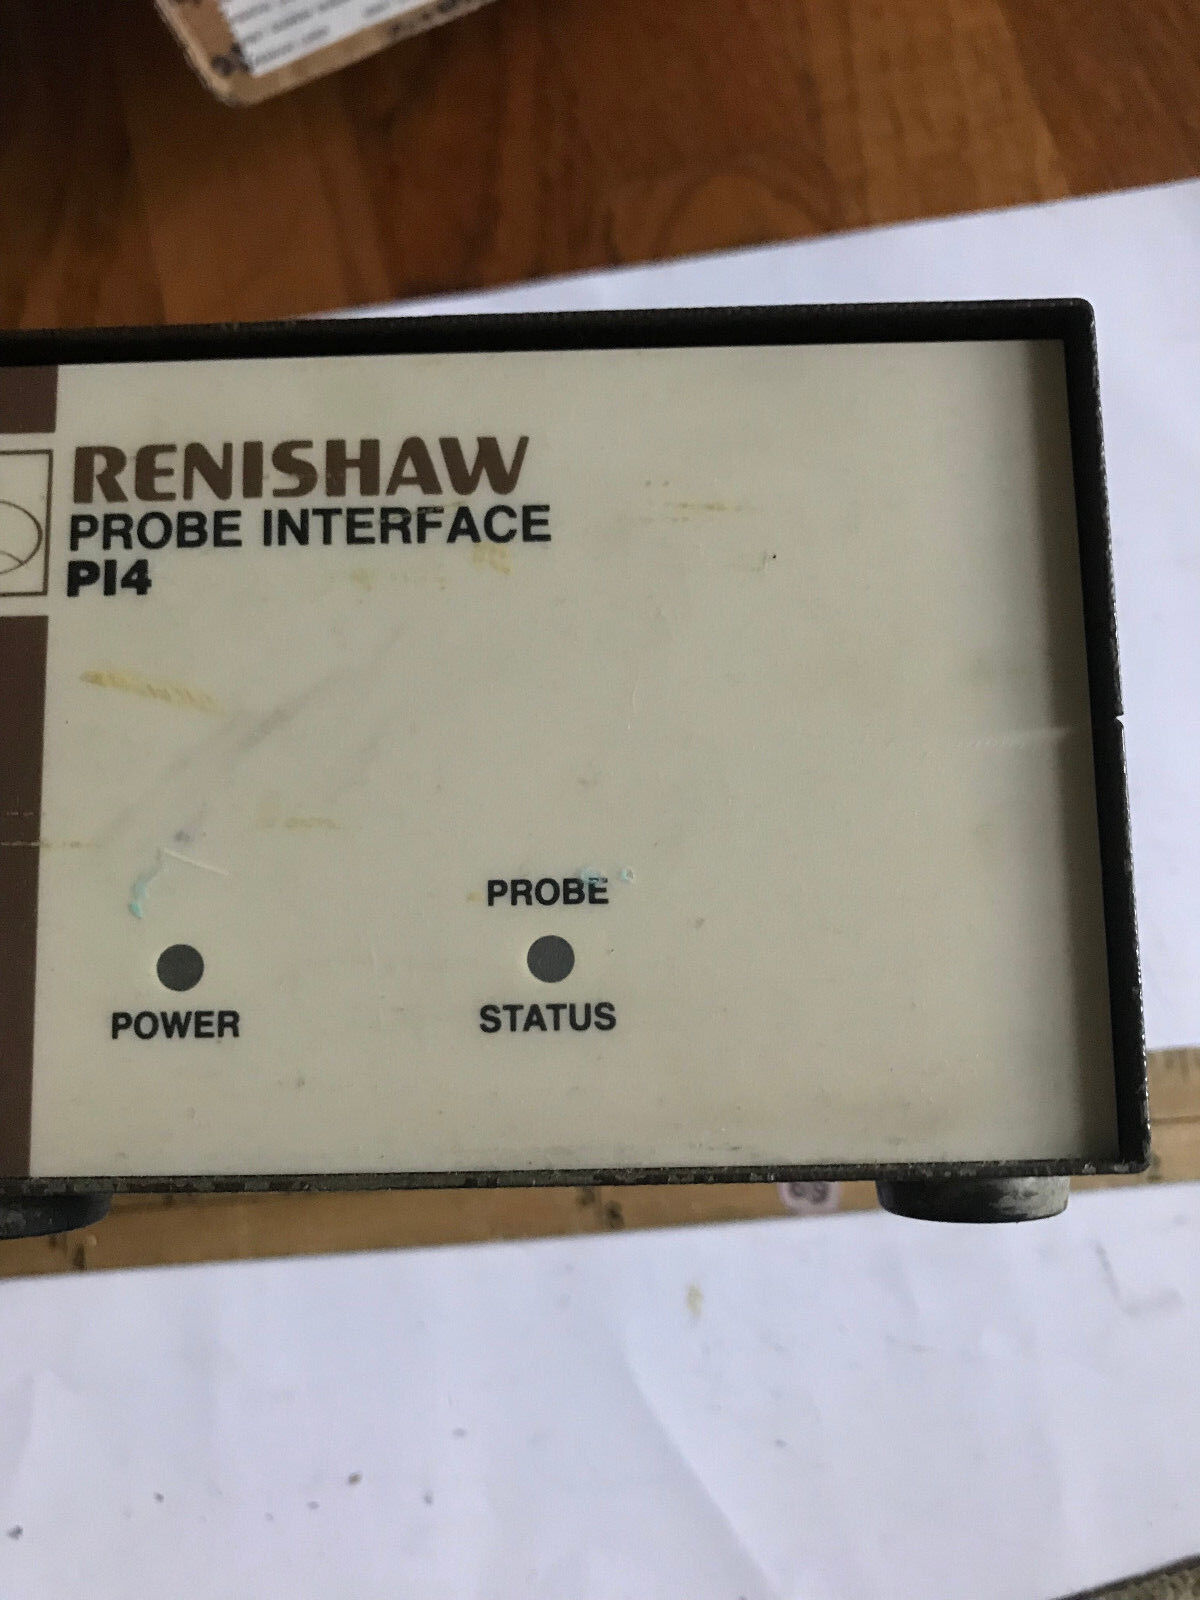 RENISHAW
PROBE INTERFACE
PI4
PROBE
POWER
STATUS